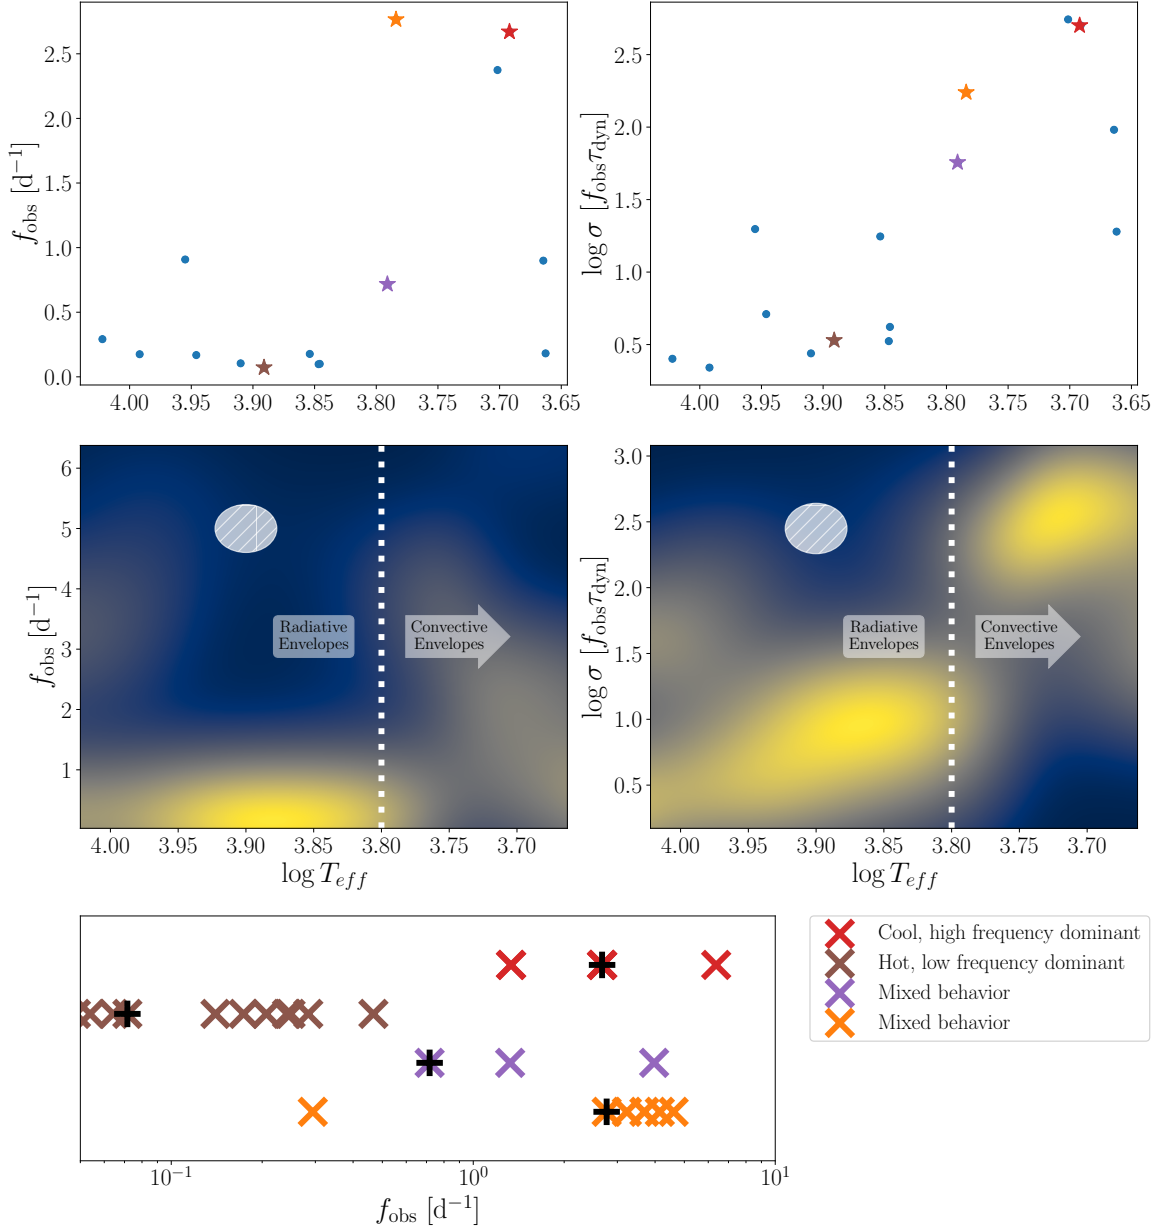 2.5
2.0
1.5
1.0
0.5
0.0
f_obs [d⁻¹]
4.00 3.95 3.90 3.85 3.80 3.75 3.70 3.65
2.5
2.0
1.5
1.0
0.5
log σ [f_obs τ_dyn]
4.00 3.95 3.90 3.85 3.80 3.75 3.70 3.65
6
5
4
3
2
1
f_obs [d⁻¹]
Radiative
Envelopes
Convective
Envelopes
4.00 3.95 3.90 3.85 3.80 3.75 3.70
log T_eff
3.0
2.5
2.0
1.5
1.0
0.5
log σ [f_obs τ_dyn]
Radiative
Envelopes
Convective
Envelopes
4.00 3.95 3.90 3.85 3.80 3.75 3.70
log T_eff
10⁻¹ 10⁰ 10¹
f_obs [d⁻¹]
Cool, high frequency dominant
Hot, low frequency dominant
Mixed behavior
Mixed behavior